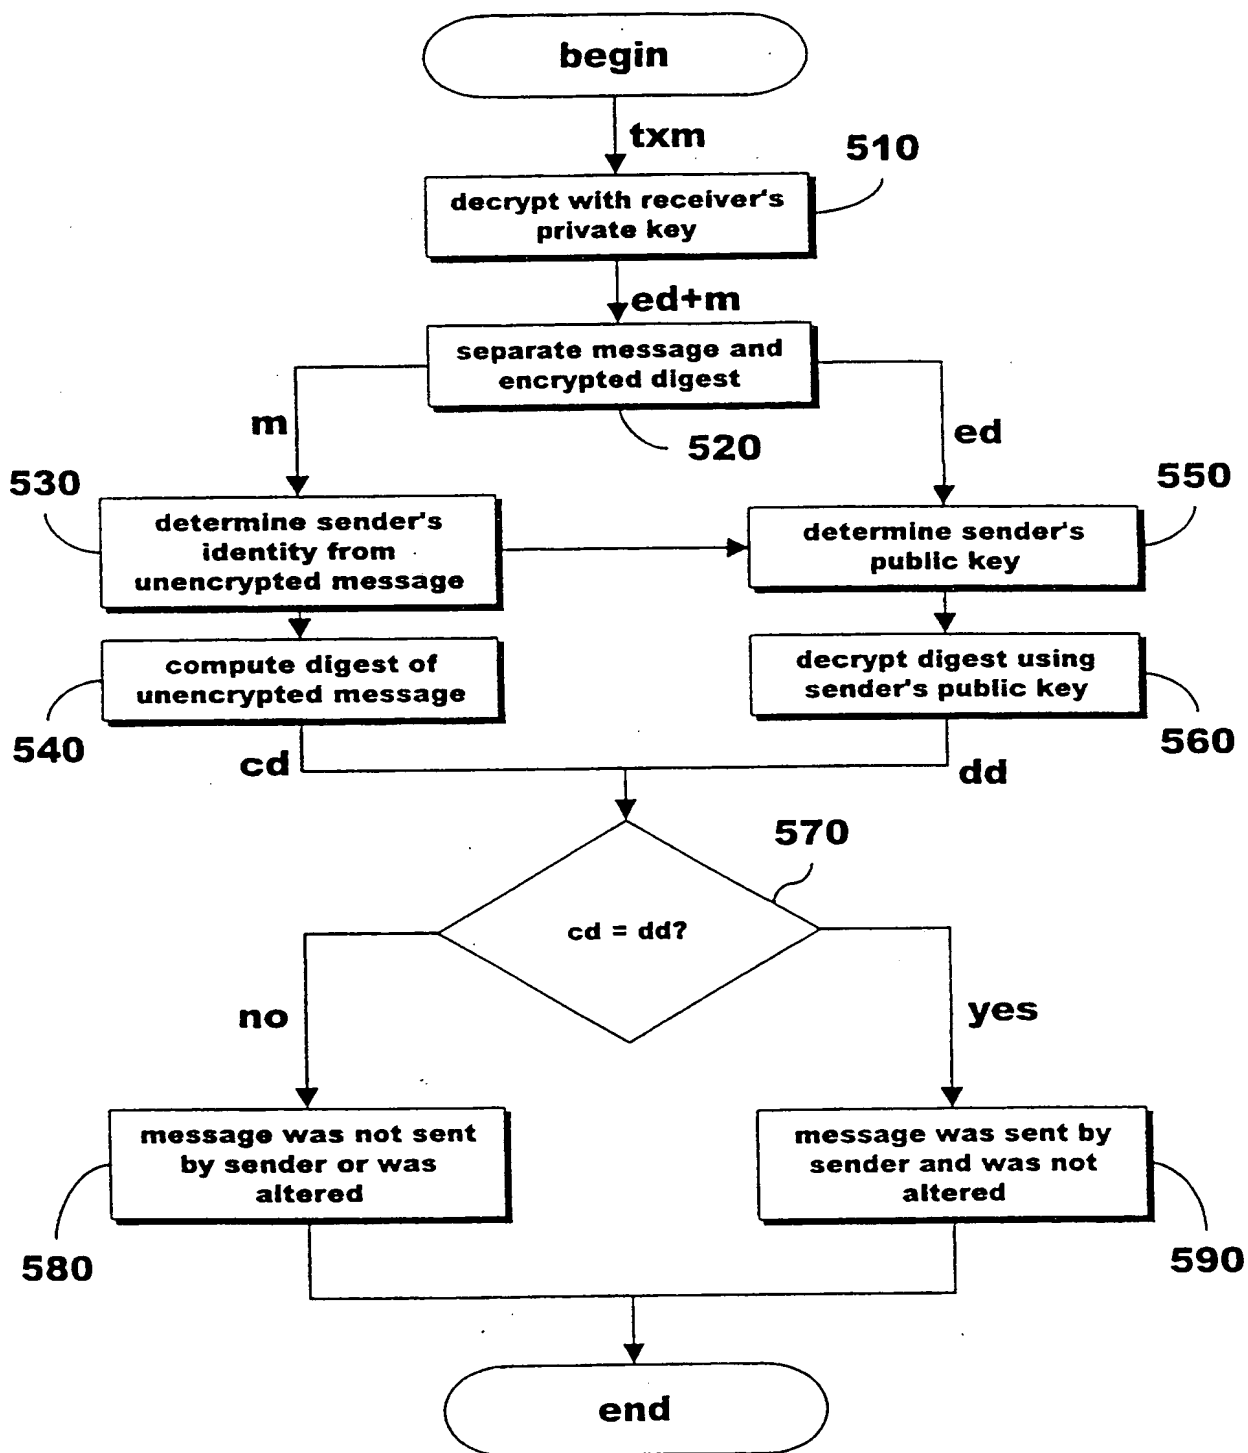 begin
txm
510
decrypt with receiver's
private key
ed+m
separate message and
encrypted digest
m
520
ed
530
550
determine sender's
identity from
unencrypted message
determine sender's
public key
compute digest of
unencrypted message
decrypt digest using
sender's public key
540
560
cd
dd
570
cd = dd?
no
yes
message was not sent
by sender or was
altered
message was sent by
sender and was not
altered
580
590
end